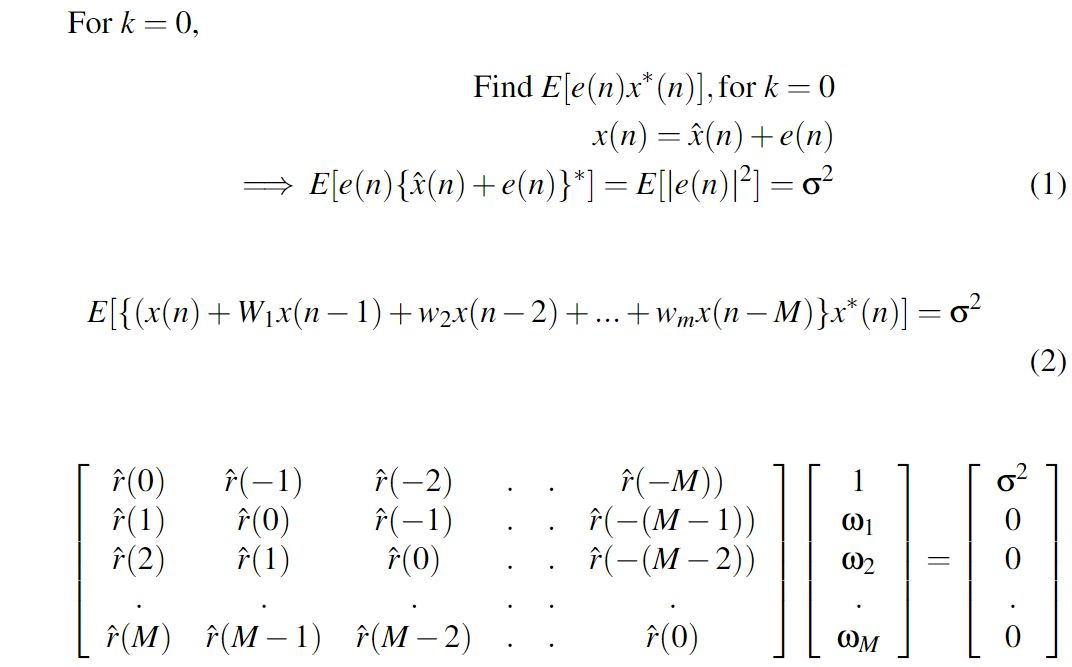 For k = 0,
Find E[e(n)x*(n)], for k = 0
x(n) = x̂(n) + e(n)
⟹ E[e(n){x̂(n) + e(n)}*] = E[|e(n)|²] = σ² (1)
E[{(x(n) + W₁x(n − 1) + w₂x(n − 2) + ... + wₘx(n − M)}x*(n)] = σ²
(2)
r̂(0) r̂(−1) r̂(−2) . . r̂(−M)) 1 σ²
r̂(1) r̂(0) r̂(−1) . . r̂(−(M − 1)) ω₁ 0
r̂(2) r̂(1) r̂(0) . . r̂(−(M − 2)) ω₂ = 0
. . . . . . . .
r̂(M) r̂(M − 1) r̂(M − 2) . . r̂(0) ω_M 0